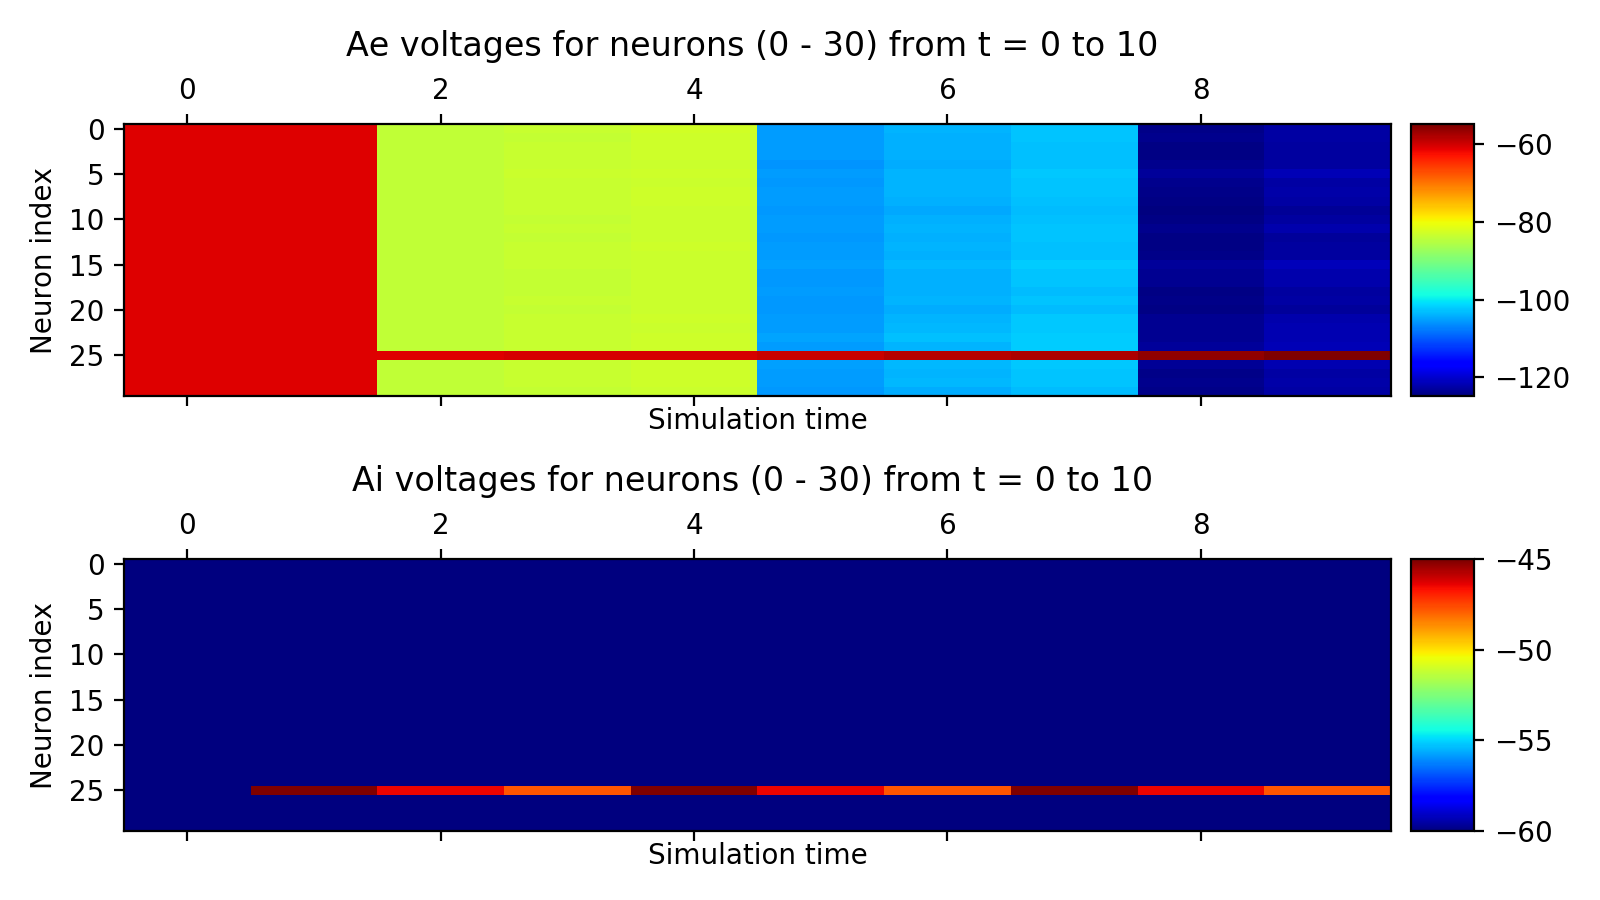 Ae voltages for neurons (0 - 30) from t = 0 to 10
0 2 4 6 8
Neuron index
0
5
10
15
20
25
Simulation time
−60
−80
−100
−120
Ai voltages for neurons (0 - 30) from t = 0 to 10
0 2 4 6 8
Neuron index
0
5
10
15
20
25
Simulation time
−45
−50
−55
−60